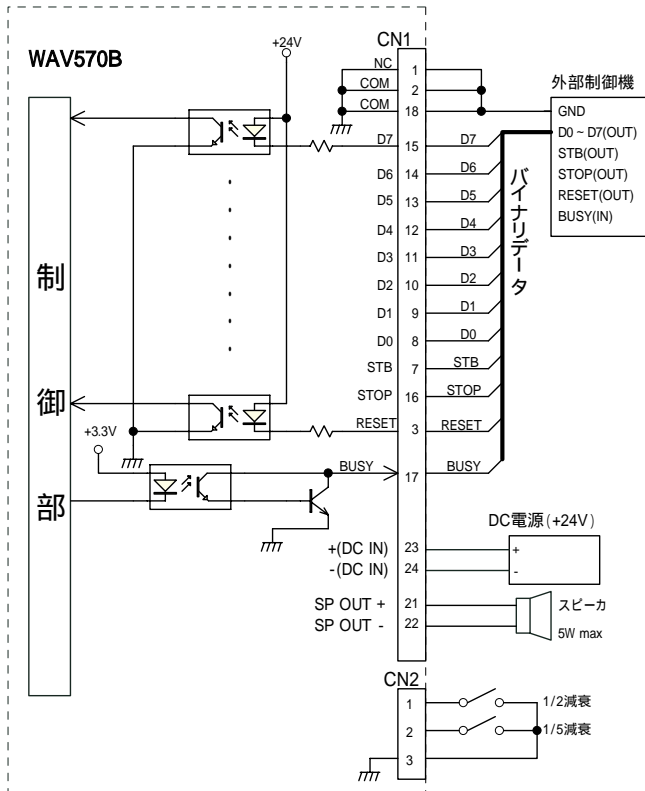 WAV570B
+24V
CN1
NC 1
COM 2
COM 18
D7 15 D7
D6 14 D6
D5 13 D5
D4 12 D4
D3 11 D3
D2 10 D2
D1 9 D1
D0 8 D0
STB 7 STB
STOP 16 STOP
RESET 3 RESET
BUSY 17 BUSY
外部制御機
GND
D0 ~ D7(OUT)
STB(OUT)
STOP(OUT)
RESET(OUT)
BUSY(IN)
バイナリデータ
制御部
+3.3V
DC電源(+24V)
+(DC IN) 23 +
-(DC IN) 24 -
SP OUT + 21 スピーカ
SP OUT - 22 5W max
CN2
1 1/2減衰
2 1/5減衰
3